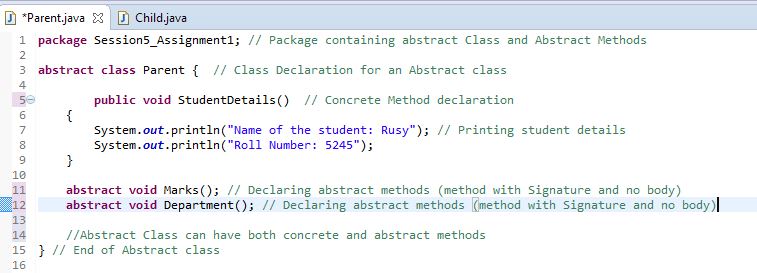 *Parent.java Child.java
1 package Session5_Assignment1; // Package containing abstract Class and Abstract Methods
2
3 abstract class Parent { // Class Declaration for an Abstract class
4
5 public void StudentDetails() // Concrete Method declaration
6 {
7 System.out.println("Name of the student: Rusy"); // Printing student details
8 System.out.println("Roll Number: 5245");
9 }
10
11 abstract void Marks(); // Declaring abstract methods (method with Signature and no body)
12 abstract void Department(); // Declaring abstract methods (method with Signature and no body)
13
14 //Abstract Class can have both concrete and abstract methods
15 } // End of Abstract class
16